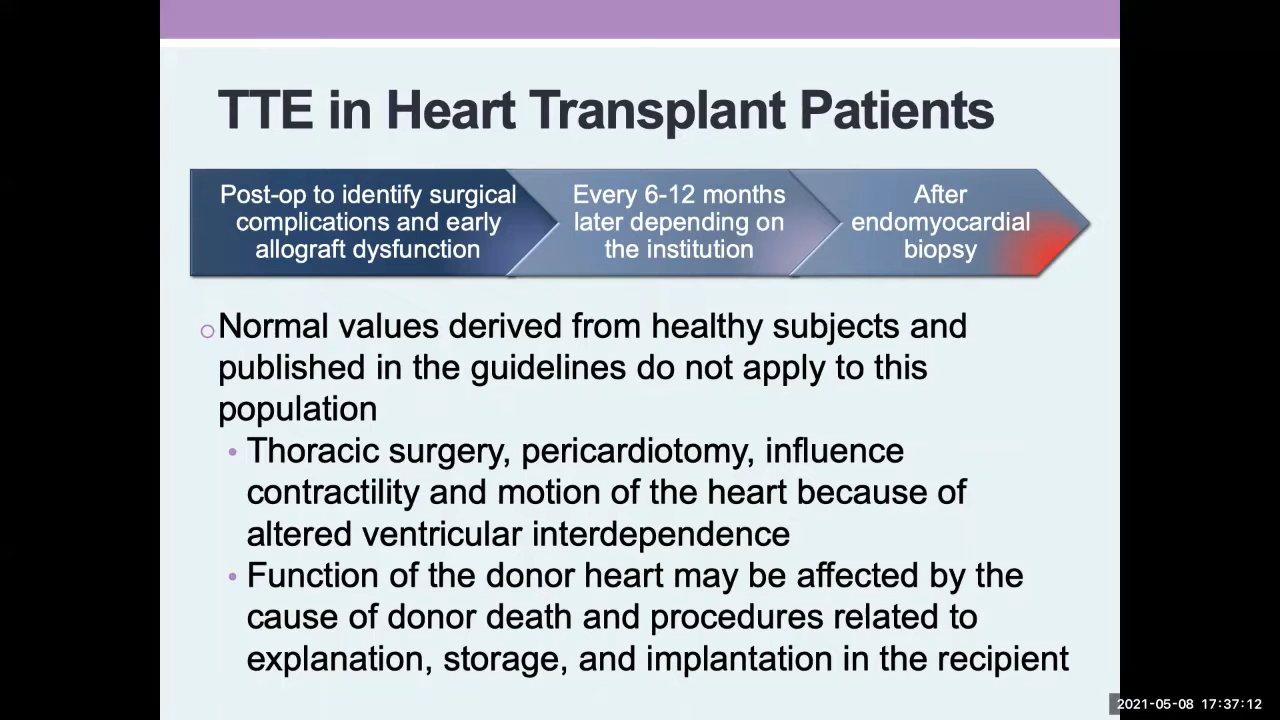 TTE in Heart Transplant Patients
Post-op to identify surgical
complications and early
allograft dysfunction
Every 6-12 months
later depending on
the institution
After
endomyocardial
biopsy
Normal values derived from healthy subjects and
published in the guidelines do not apply to this
population
• Thoracic surgery, pericardiotomy, influence
contractility and motion of the heart because of
altered ventricular interdependence
• Function of the donor heart may be affected by the
cause of donor death and procedures related to
explanation, storage, and implantation in the recipient
2021-05-08 17:37:12